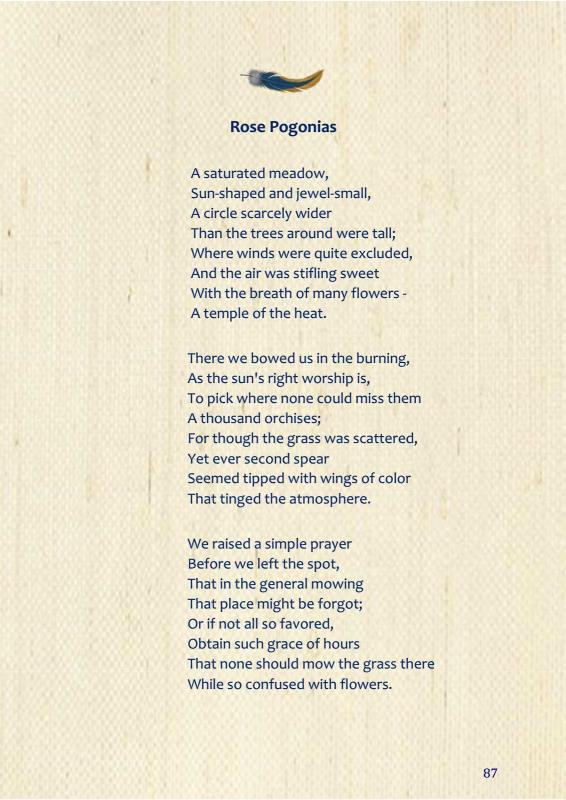 Rose Pogonias
A saturated meadow,
Sun-shaped and jewel-small,
A circle scarcely wider
Than the trees around were tall;
Where winds were quite excluded,
And the air was stifling sweet
With the breath of many flowers -
A temple of the heat.
There we bowed us in the burning,
As the sun's right worship is,
To pick where none could miss them
A thousand orchises;
For though the grass was scattered,
Yet ever second spear
Seemed tipped with wings of color
That tinged the atmosphere.
We raised a simple prayer
Before we left the spot,
That in the general mowing
That place might be forgot;
Or if not all so favored,
Obtain such grace of hours
That none should mow the grass there
While so confused with flowers.
87